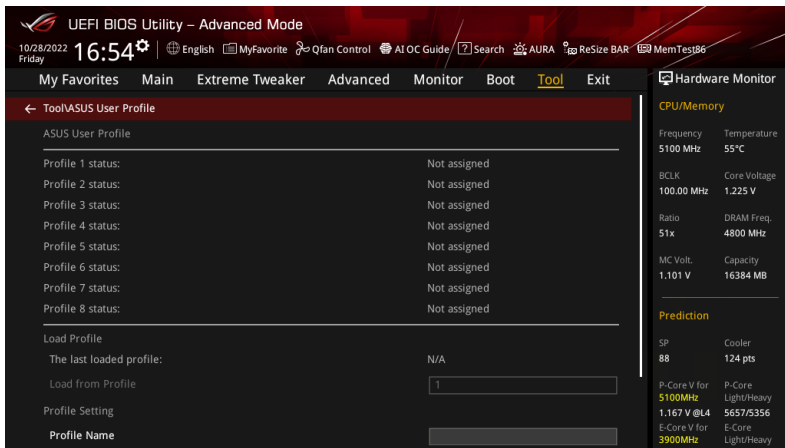 UEFI BIOS Utility – Advanced Mode
10/28/2022 Friday 16:54 English MyFavorite Qfan Control AI OC Guide Search AURA ReSize BAR MemTest86
My Favorites Main Extreme Tweaker Advanced Monitor Boot Tool Exit
Hardware Monitor
← Tool\ASUS User Profile
ASUS User Profile
Profile 1 status: Not assigned
Profile 2 status: Not assigned
Profile 3 status: Not assigned
Profile 4 status: Not assigned
Profile 5 status: Not assigned
Profile 6 status: Not assigned
Profile 7 status: Not assigned
Profile 8 status: Not assigned
Load Profile
The last loaded profile: N/A
Load from Profile 1
Profile Setting
Profile Name
CPU/Memory
Frequency Temperature
5100 MHz 55°C
BCLK Core Voltage
100.00 MHz 1.225 V
Ratio DRAM Freq.
51x 4800 MHz
MC Volt. Capacity
1.101 V 16384 MB
Prediction
SP Cooler
88 124 pts
P-Core V for P-Core
5100MHz Light/Heavy
1.167 V @L4 5657/5356
E-Core V for E-Core
3900MHz Light/Heavy